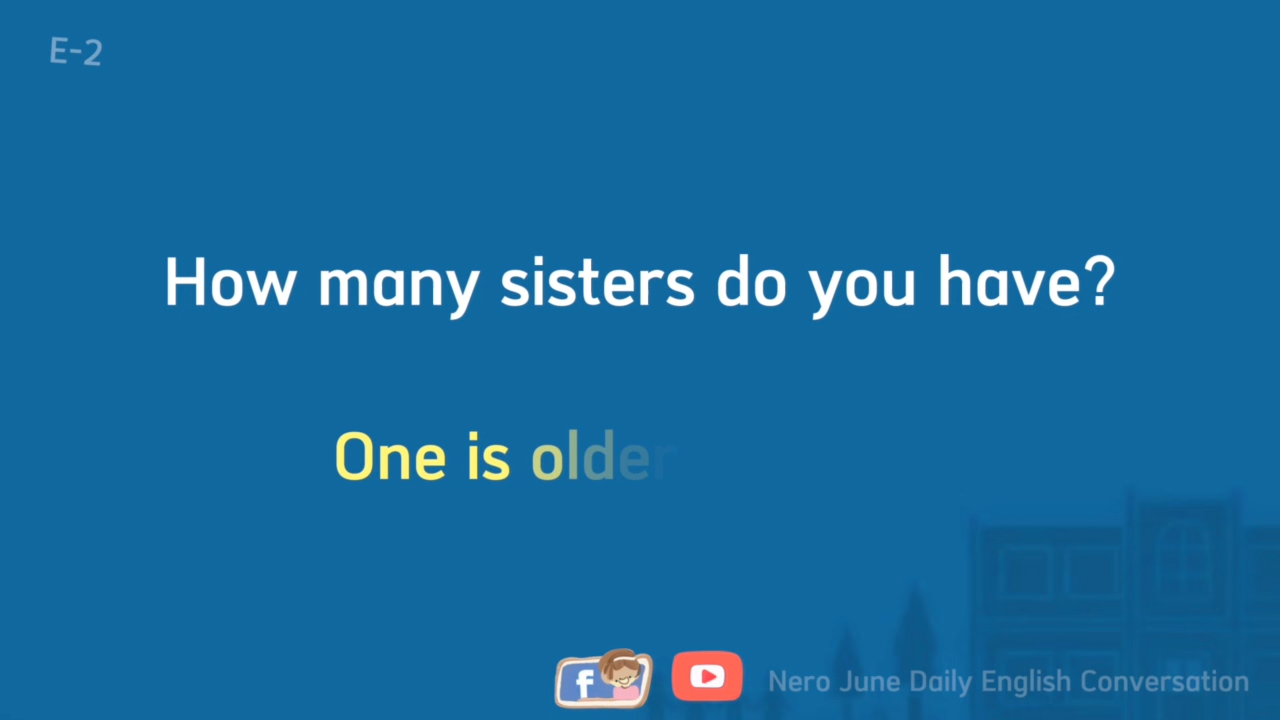 E-2
How many sisters do you have?
One is older
f
Nero June Daily English Conversation